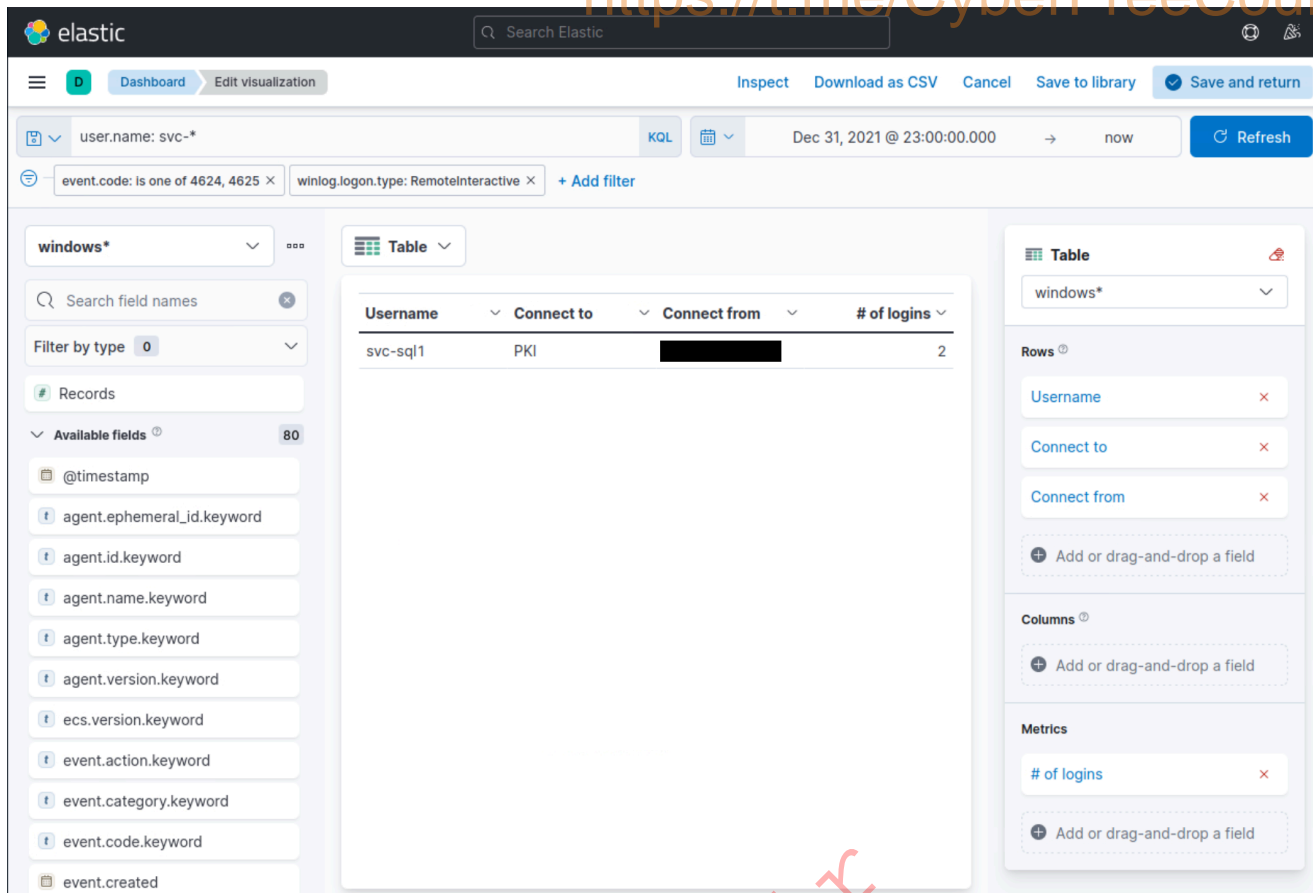 https://t.me/CyberFreeCour
elastic
Search Elastic
D
Dashboard
Edit visualization
Inspect
Download as CSV
Cancel
Save to library
Save and return
user.name: svc-*
KQL
Dec 31, 2021 @ 23:00:00.000
→
now
Refresh
event.code: is one of 4624, 4625 ×
winlog.logon.type: RemoteInteractive ×
+ Add filter
windows*
Search field names
Filter by type 0
# Records
Available fields 80
@timestamp
t agent.ephemeral_id.keyword
t agent.id.keyword
t agent.name.keyword
t agent.type.keyword
t agent.version.keyword
t ecs.version.keyword
t event.action.keyword
t event.category.keyword
t event.code.keyword
event.created
Table
Username Connect to Connect from # of logins
svc-sql1 PKI 2
Table
windows*
Rows
Username ×
Connect to ×
Connect from ×
Add or drag-and-drop a field
Columns
Add or drag-and-drop a field
Metrics
# of logins ×
Add or drag-and-drop a field